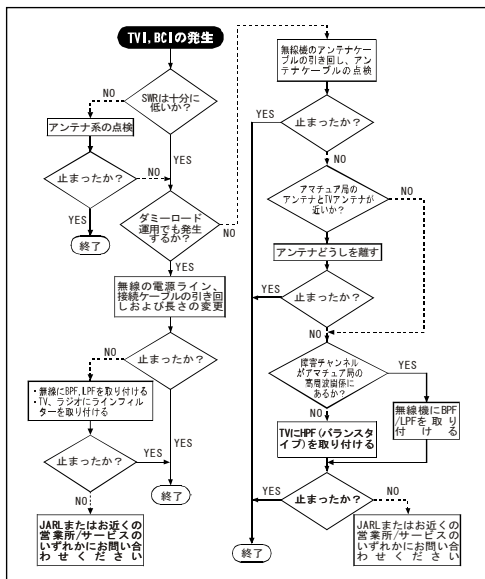 TVI, BCIの発生
SWRは十分に
低いか?
NO
アンテナ系の点検
YES
止まったか?
NO
YES
終了
ダミーロード
運用でも発生
するか?
NO
YES
無線の電源ライン、
接続ケーブルの引き回
しおよび長さの変更
止まったか?
NO
・無線にBPF,LPFを取り付ける
・TV、ラジオにラインフィル
ターを取り付ける
YES
止まったか?
YES
終了
NO
JARLまたはお近くの
営業所/サービスの
いずれかにお問い合
わせください
無線機のアンテナケー
ブルの引き回し、アン
テナケーブルの点検
YES
止まったか?
NO
アマチュア局の
アンテナとTVアンテナが
近いか?
NO
YES
アンテナどうしを離す
YES
止まったか?
NO
障害チャンネル
がアマチュア局の
高周波関係に
あるか?
YES
NO
無線機にBPF
/LPFを取り
付ける
TVにHPF(バランスタ
イプ)を取り付ける
YES
止まったか?
NO
終了
JARLまたはお近くの
営業所/サービスの
いずれかにお問い合
わせください